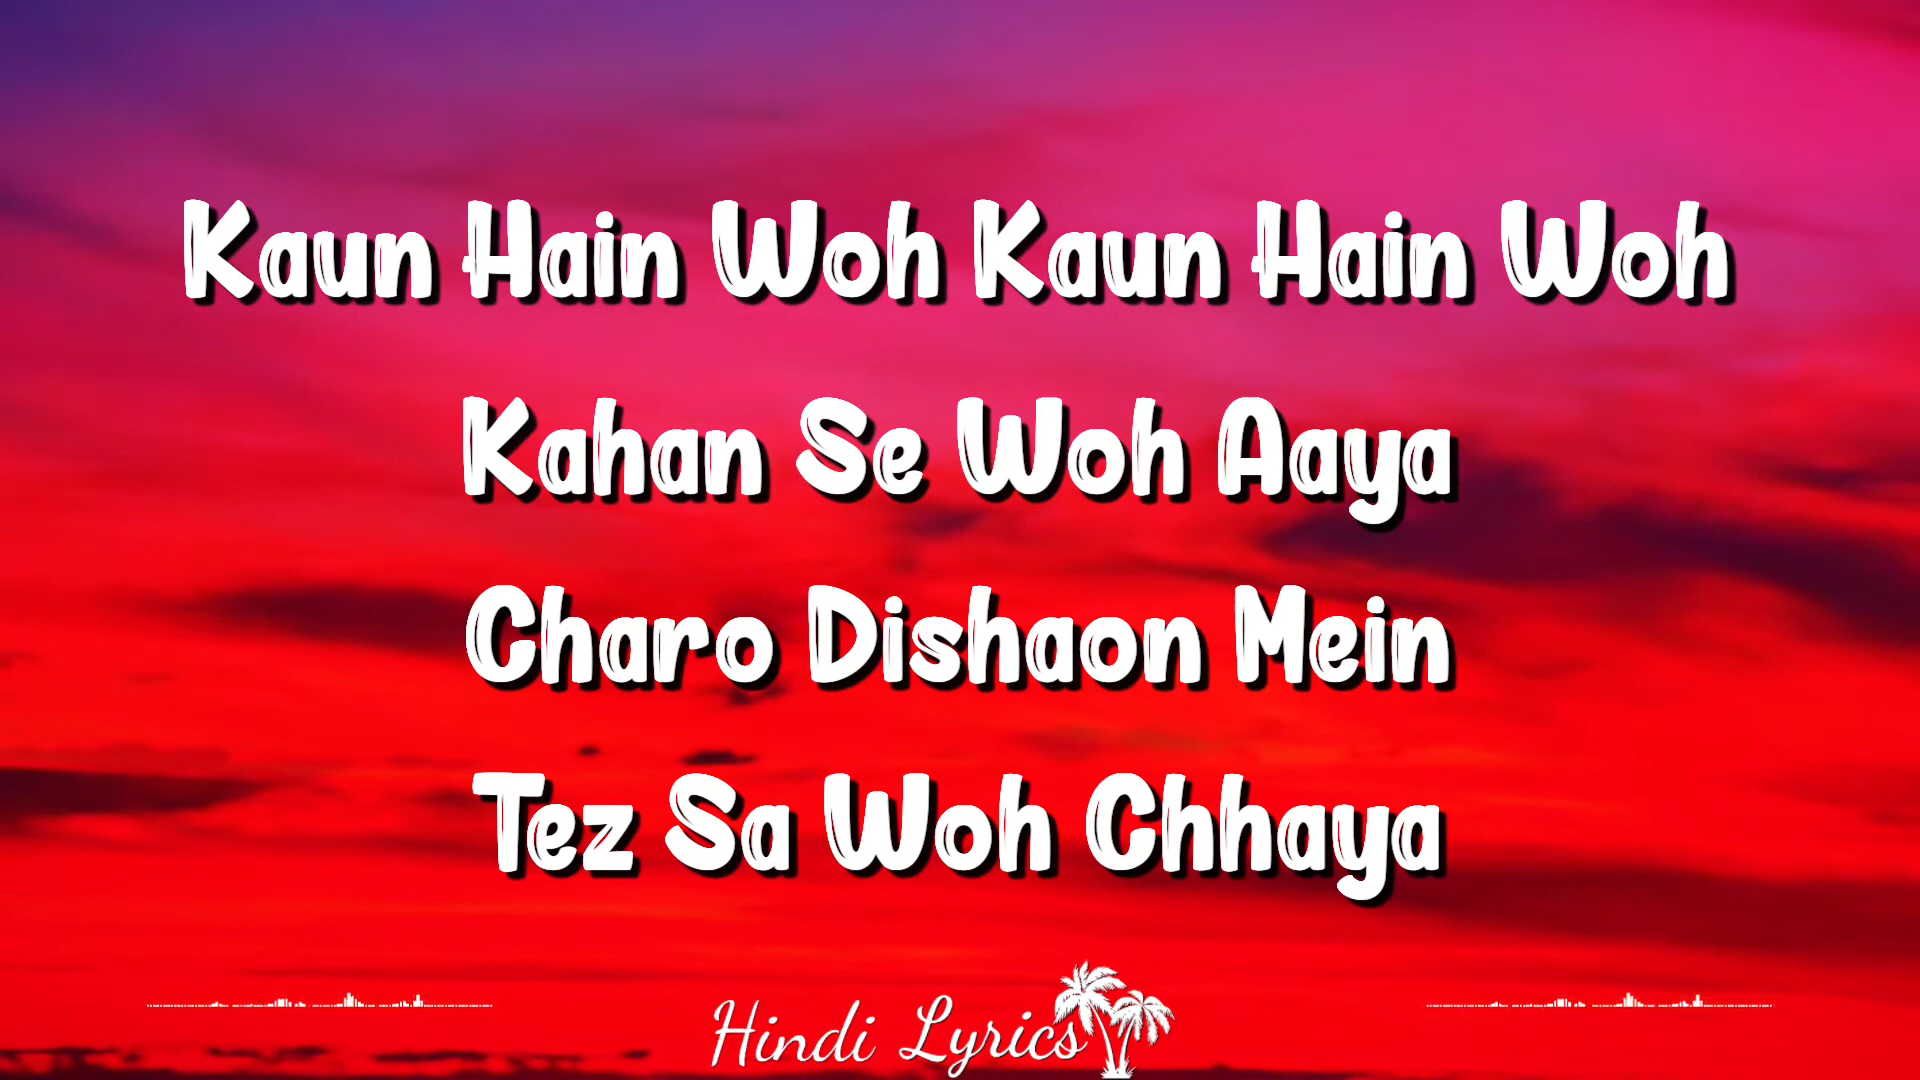 Kaun Hain Woh Kaun Hain Woh
Kahan Se Woh Aaya
Charo Dishaon Mein
Tez Sa Woh Chhaya
Hindi Lyrics